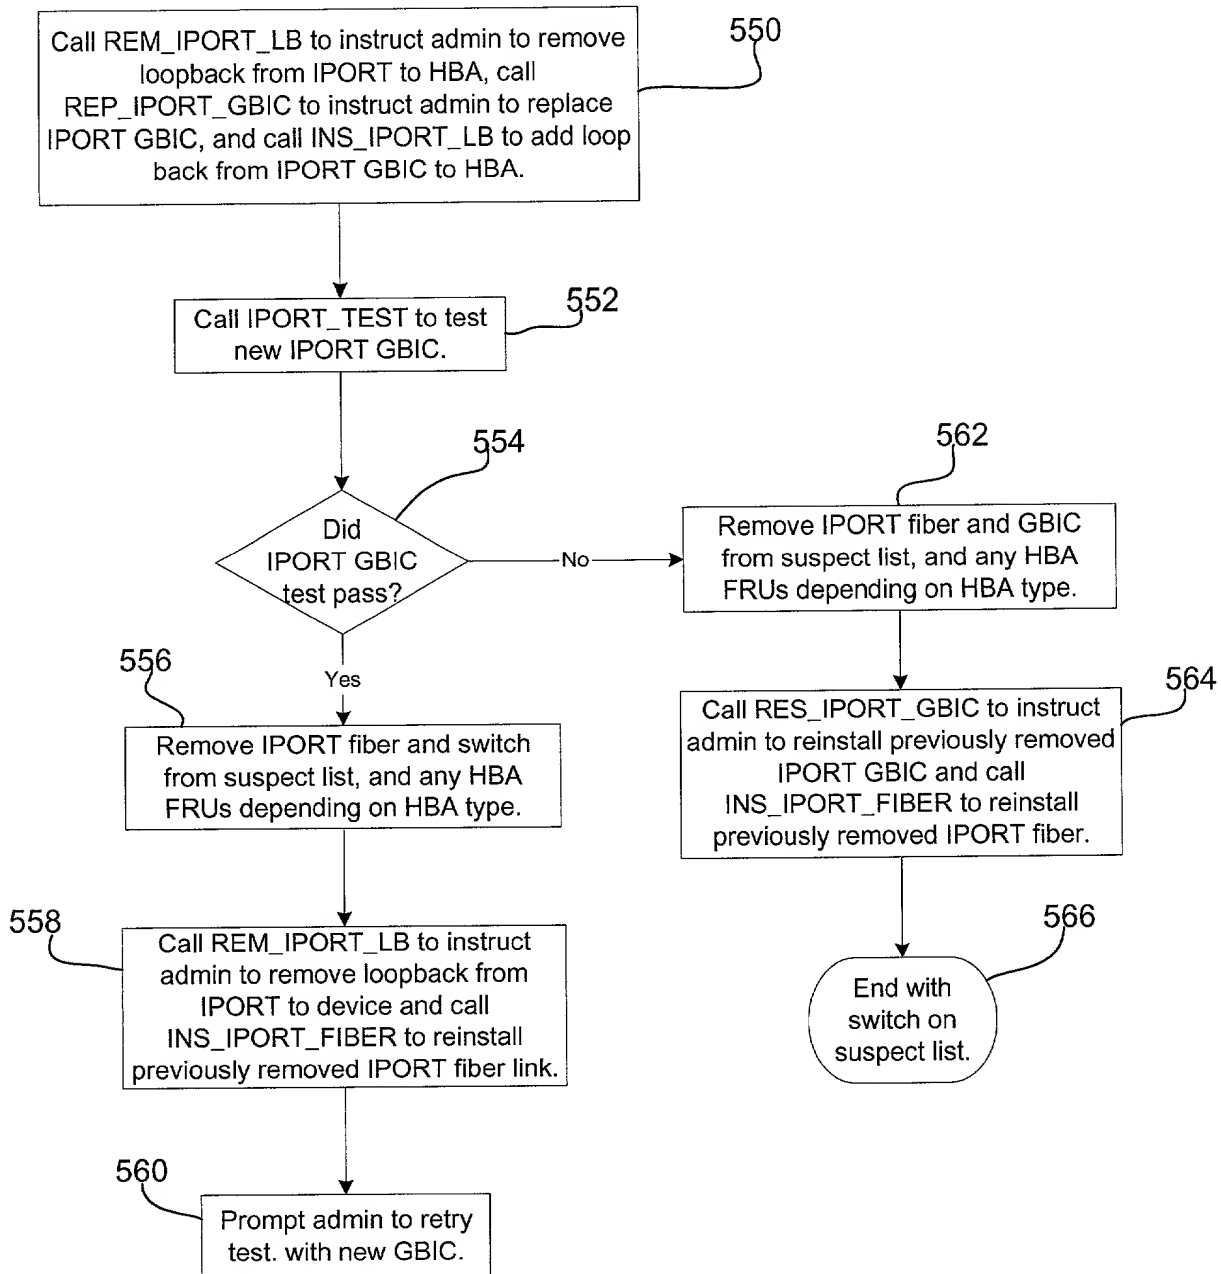 Call REM_IPORT_LB to instruct admin to remove
loopback from IPORT to HBA, call
REP_IPORT_GBIC to instruct admin to replace
IPORT GBIC, and call INS_IPORT_LB to add loop
back from IPORT GBIC to HBA.
550
Call IPORT_TEST to test
new IPORT GBIC.
552
Did
IPORT GBIC
test pass?
554
No
Yes
562
Remove IPORT fiber and GBIC
from suspect list, and any HBA
FRUs depending on HBA type.
556
Remove IPORT fiber and switch
from suspect list, and any HBA
FRUs depending on HBA type.
564
Call RES_IPORT_GBIC to instruct
admin to reinstall previously removed
IPORT GBIC and call
INS_IPORT_FIBER to reinstall
previously removed IPORT fiber.
558
Call REM_IPORT_LB to instruct
admin to remove loopback from
IPORT to device and call
INS_IPORT_FIBER to reinstall
previously removed IPORT fiber link.
566
End with
switch on
suspect list.
560
Prompt admin to retry
test. with new GBIC.